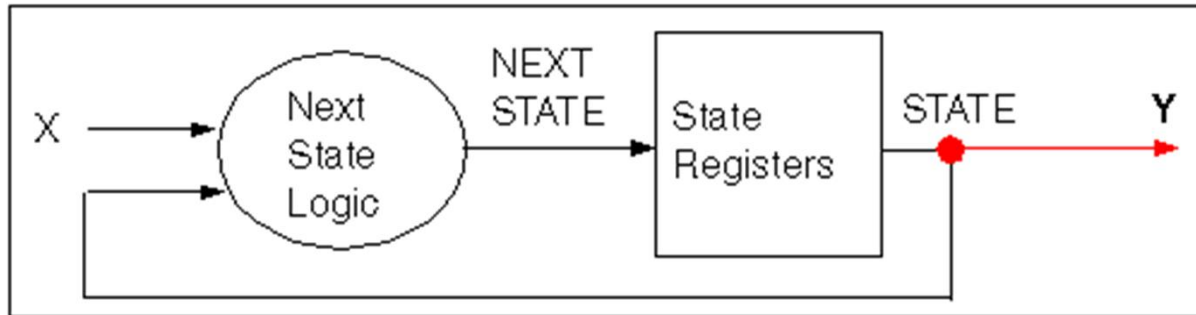 X
Next
State
Logic
NEXT
STATE
State
Registers
STATE
Y